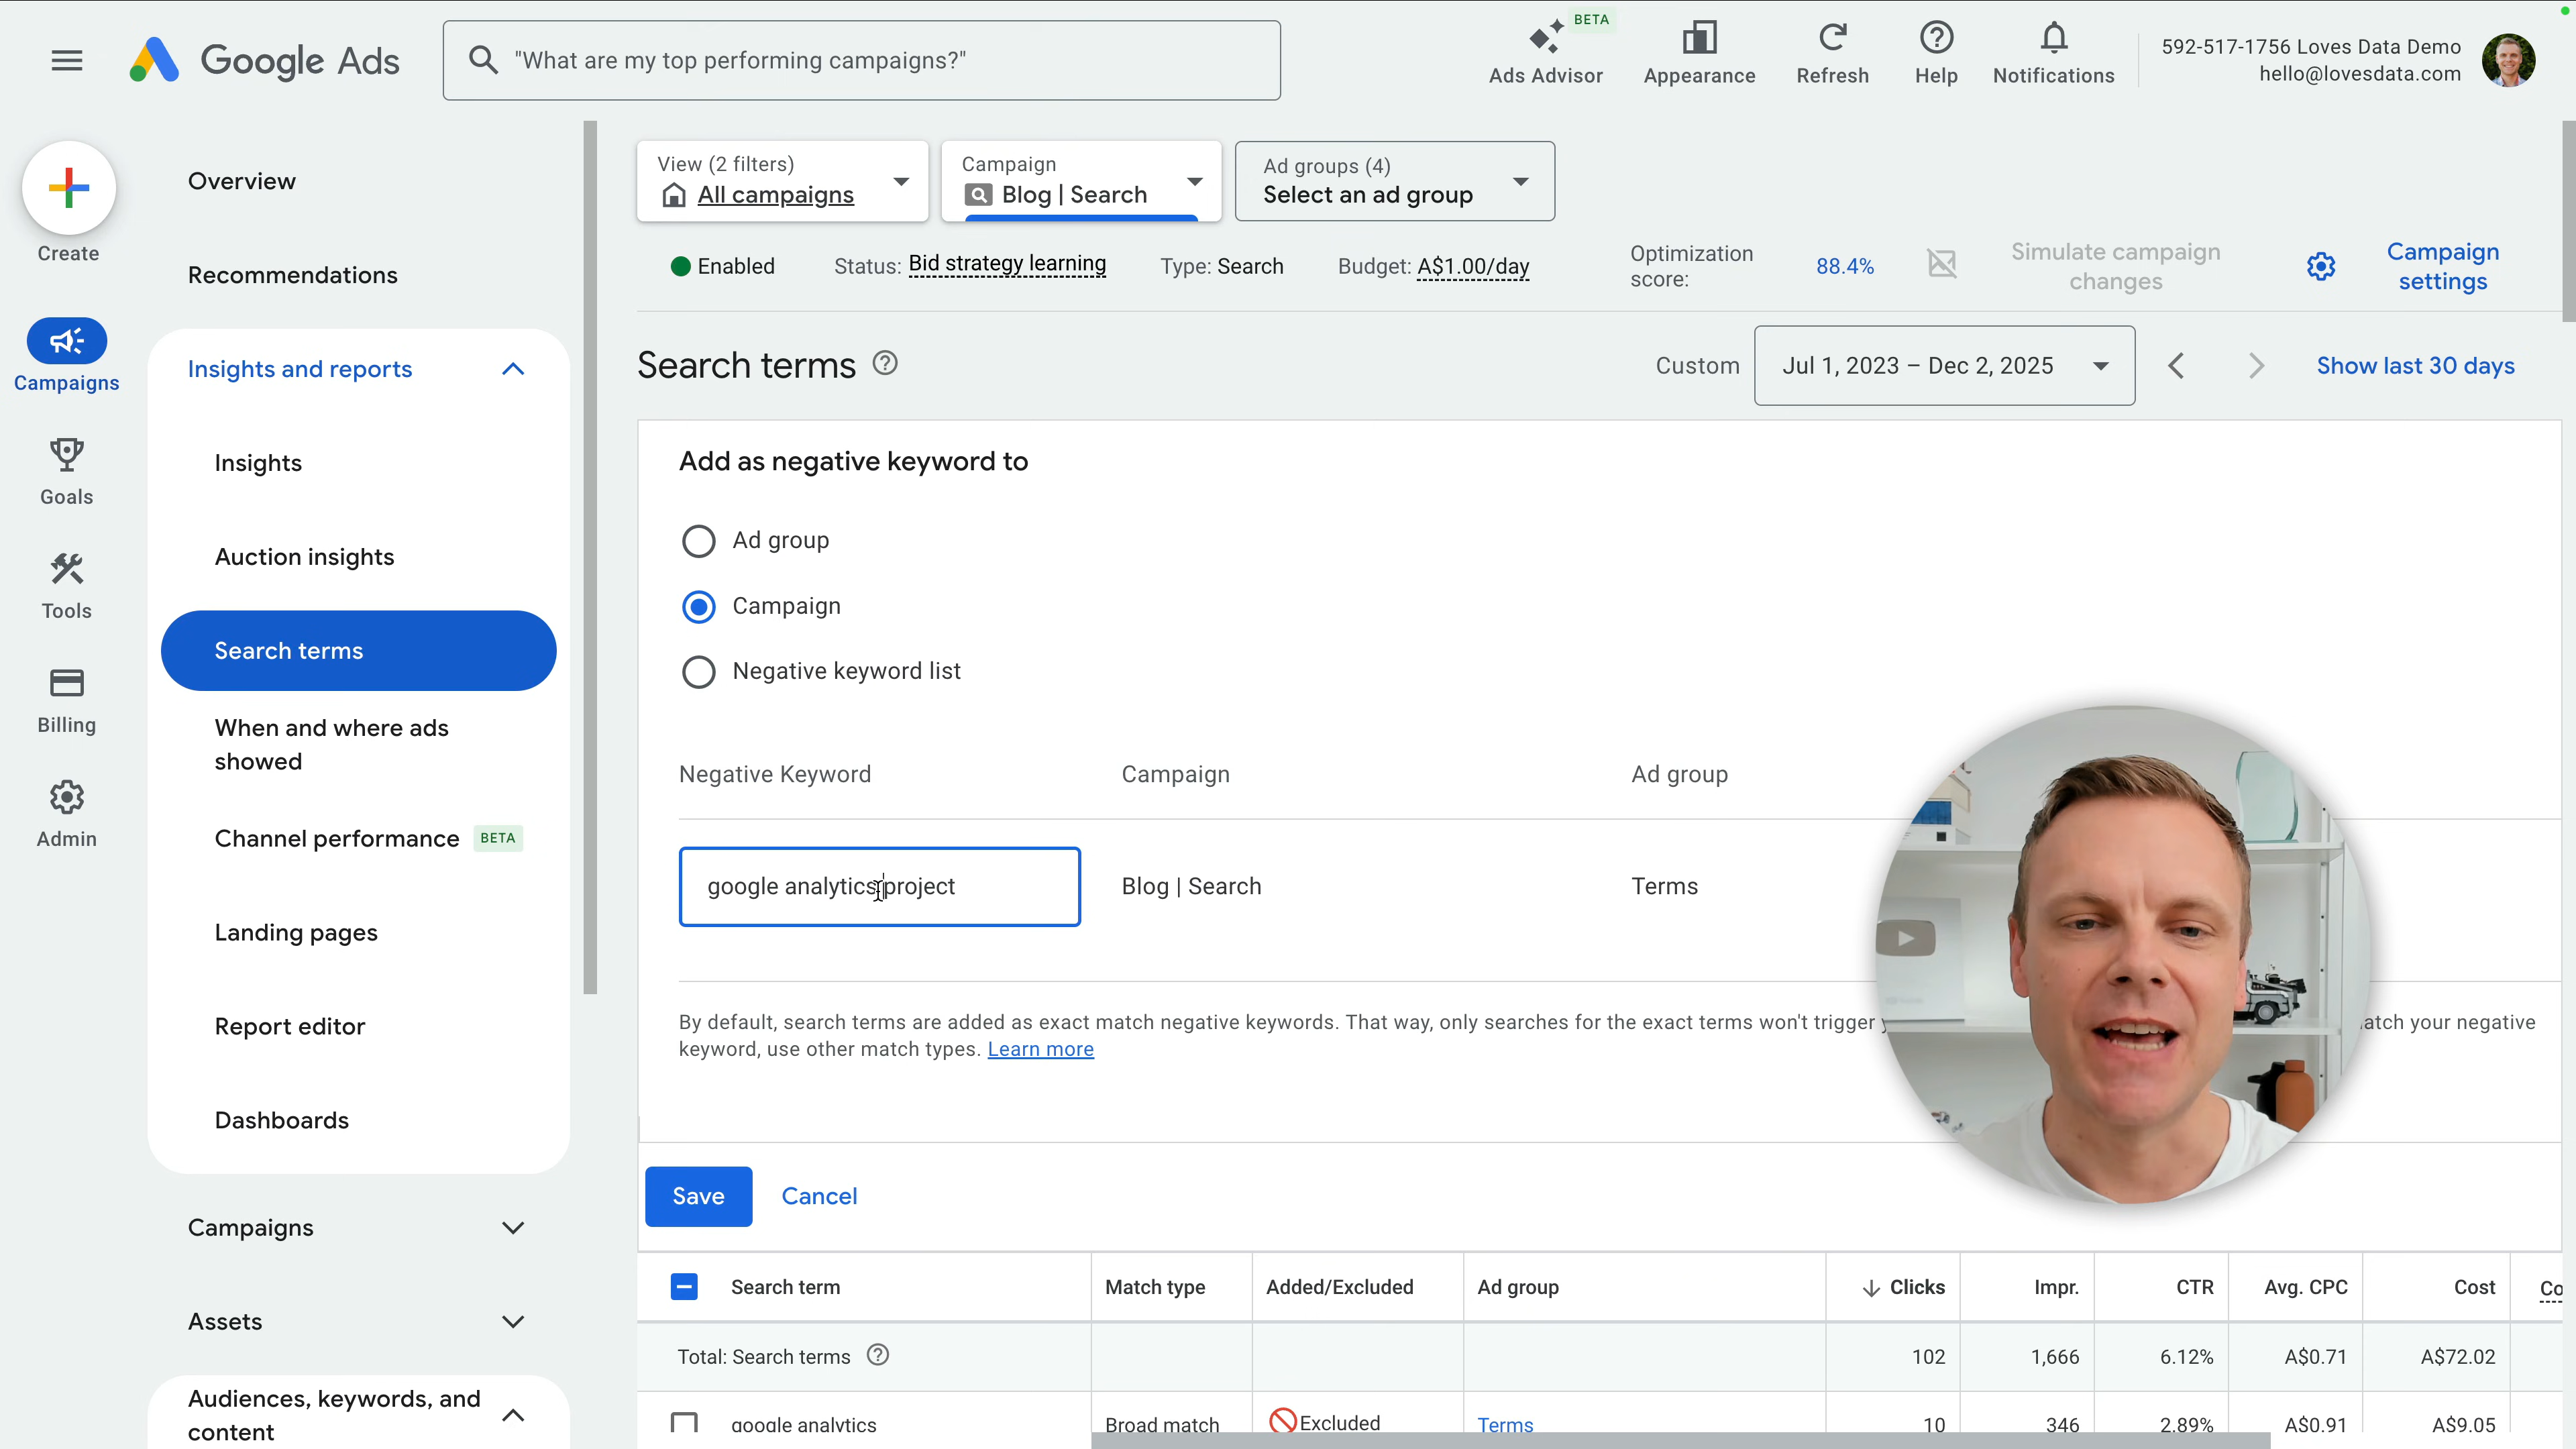 Google Ads
"What are my top performing campaigns?"
BETA
Ads Advisor
Appearance
Refresh
Help
Notifications
592-517-1756 Loves Data Demo
hello@lovesdata.com
Create
Campaigns
Goals
Tools
Billing
Admin
Overview
Recommendations
Insights and reports
Insights
Auction insights
Search terms
When and where ads
showed
Channel performance BETA
Landing pages
Report editor
Dashboards
Campaigns
Assets
Audiences, keywords, and
content
View (2 filters)
All campaigns
Campaign
Blog | Search
Ad groups (4)
Select an ad group
Enabled
Status: Bid strategy learning
Type: Search
Budget: A$1.00/day
Optimization
score:
88.4%
Simulate campaign
changes
Campaign
settings
Search terms
Custom
Jul 1, 2023 – Dec 2, 2025
Show last 30 days
Add as negative keyword to
Ad group
Campaign
Negative keyword list
Negative Keyword Campaign Ad group
google analytics project Blog | Search Terms
By default, search terms are added as exact match negative keywords. That way, only searches for the exact terms won't trigger your negative
keyword, use other match types. Learn more
Save Cancel
Search term Match type Added/Excluded Ad group Clicks Impr. CTR Avg. CPC Cost Co
Total: Search terms 102 1,666 6.12% A$0.71 A$72.02
google analytics Broad match Excluded Terms 10 346 2.89% A$0.91 A$9.05